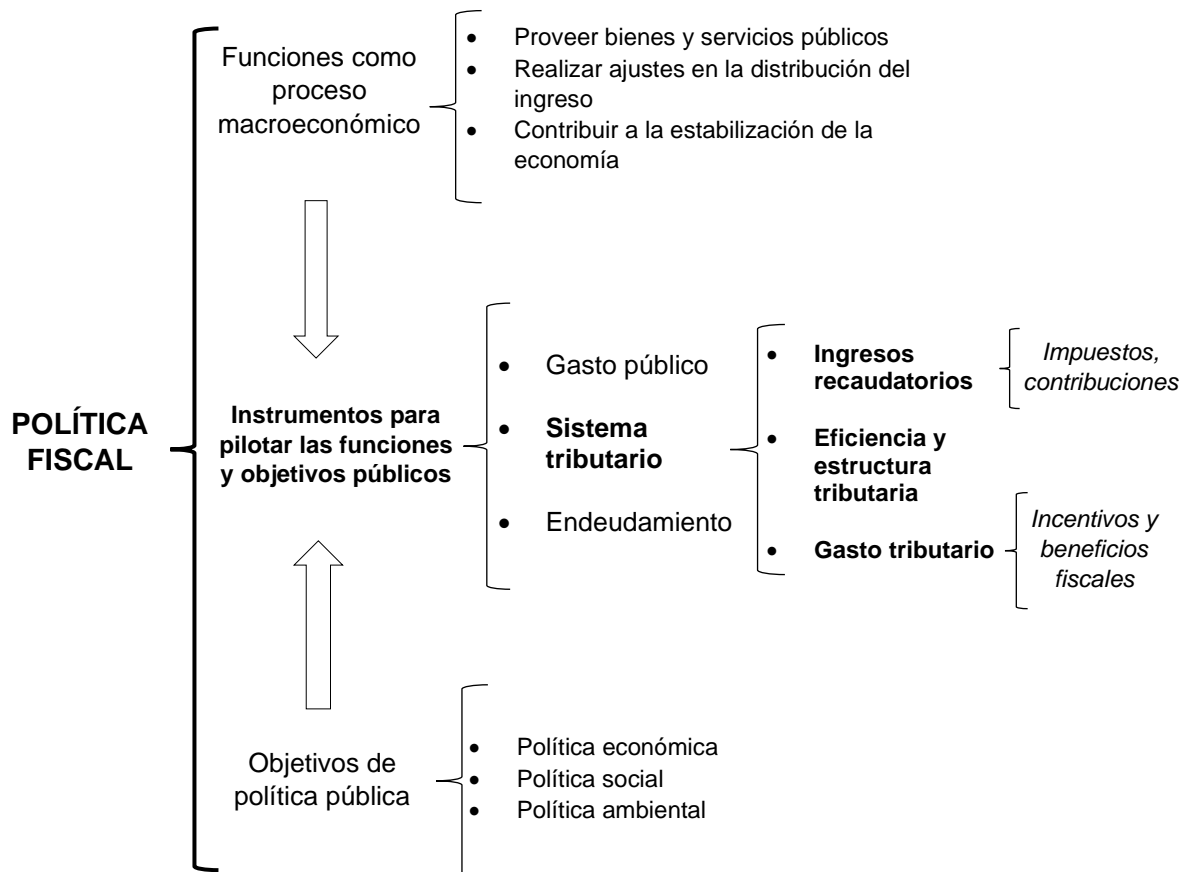 POLÍTICA
FISCAL
Funciones como
proceso
macroeconómico
• Proveer bienes y servicios públicos
• Realizar ajustes en la distribución del
ingreso
• Contribuir a la estabilización de la
economía
Instrumentos para
pilotar las funciones
y objetivos públicos
• Gasto público
• Sistema
tributario
• Endeudamiento
• Ingresos
recaudatorios
Impuestos,
contribuciones
• Eficiencia y
estructura
tributaria
• Gasto tributario
Incentivos y
beneficios
fiscales
Objetivos de
política pública
• Política económica
• Política social
• Política ambiental